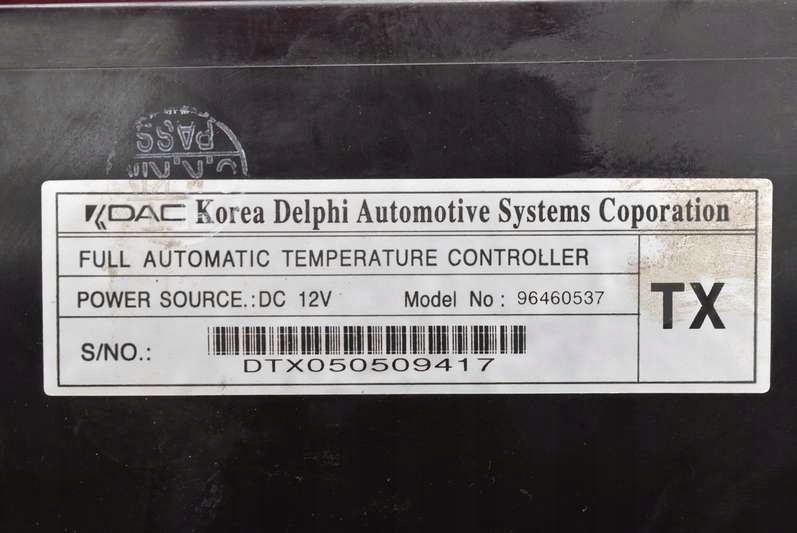 PASS
KDAC Korea Delphi Automotive Systems Coporation
FULL AUTOMATIC TEMPERATURE CONTROLLER
POWER SOURCE.:DC 12V Model No : 96460537
TX
S/NO.:
DTX050509417